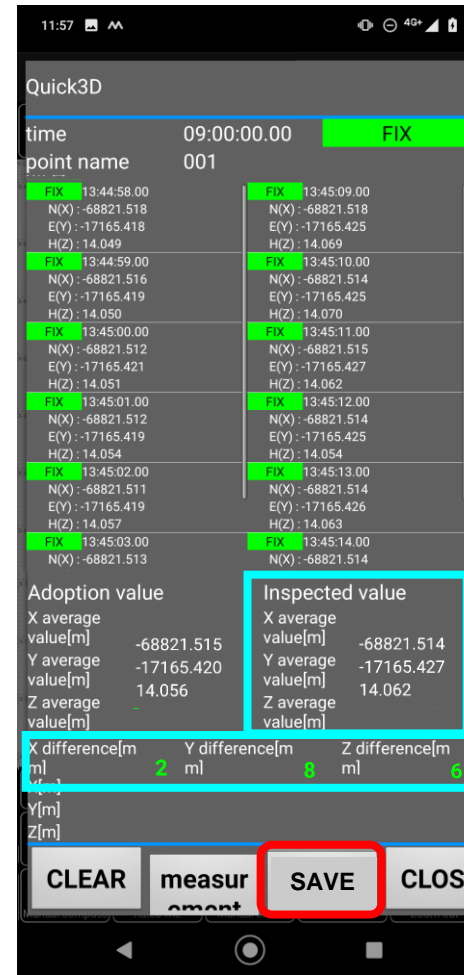 11:57
4G+
Quick3D
time 09:00:00.00 FIX
point name 001
FIX 13:44:58.00
N(X) : -68821.518
E(Y) : -17165.418
H(Z) : 14.049
FIX 13:44:59.00
N(X) : -68821.516
E(Y) : -17165.419
H(Z) : 14.050
FIX 13:45:00.00
N(X) : -68821.512
E(Y) : -17165.421
H(Z) : 14.051
FIX 13:45:01.00
N(X) : -68821.512
E(Y) : -17165.419
H(Z) : 14.054
FIX 13:45:02.00
N(X) : -68821.511
E(Y) : -17165.419
H(Z) : 14.057
FIX 13:45:03.00
N(X) : -68821.513
FIX 13:45:09.00
N(X) : -68821.518
E(Y) : -17165.425
H(Z) : 14.069
FIX 13:45:10.00
N(X) : -68821.514
E(Y) : -17165.425
H(Z) : 14.070
FIX 13:45:11.00
N(X) : -68821.515
E(Y) : -17165.427
H(Z) : 14.062
FIX 13:45:12.00
N(X) : -68821.514
E(Y) : -17165.425
H(Z) : 14.054
FIX 13:45:13.00
N(X) : -68821.514
E(Y) : -17165.426
H(Z) : 14.063
FIX 13:45:14.00
N(X) : -68821.514
Adoption value
X average
value[m] -68821.515
Y average
value[m] -17165.420
Z average
value[m] 14.056
Inspected value
X average
value[m] -68821.514
Y average
value[m] -17165.427
Z average
value[m] 14.062
X difference[m
m] 2
Y difference[m
m] 8
Z difference[m
m] 6
X[m]
Y[m]
Z[m]
CLEAR
measur
ement
SAVE
CLOS